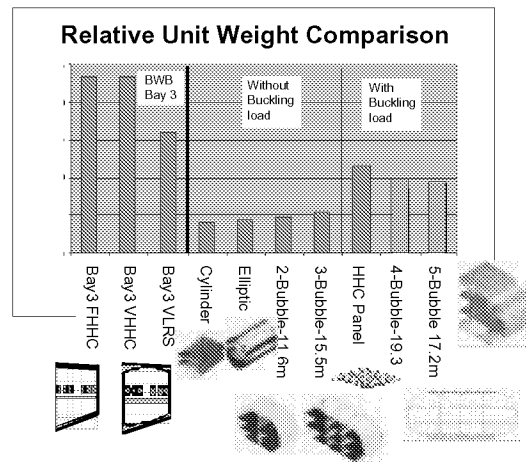 Relative Unit Weight Comparison
BWB
Bay 3
Without
Buckling
load
With
Buckling
load
Bay3 FHHC
Bay3 VHHC
Bay3 VLRS
Cylinder
Elliptic
2-Bubble-11.6m
3-Bubble-15.5m
HHC Panel
4-Bubble-19.3
5-Bubble 17.2m